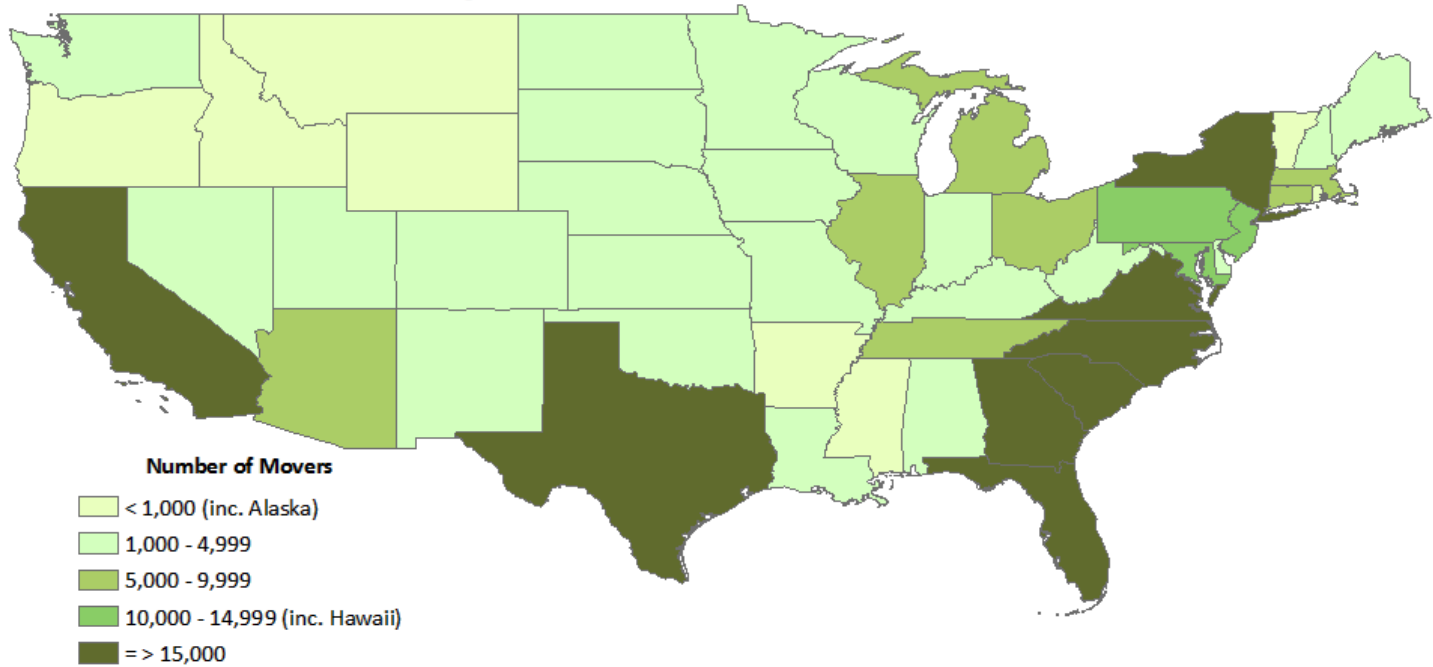 Number of Movers
< 1,000 (inc. Alaska)
1,000 - 4,999
5,000 - 9,999
10,000 - 14,999 (inc. Hawaii)
= > 15,000